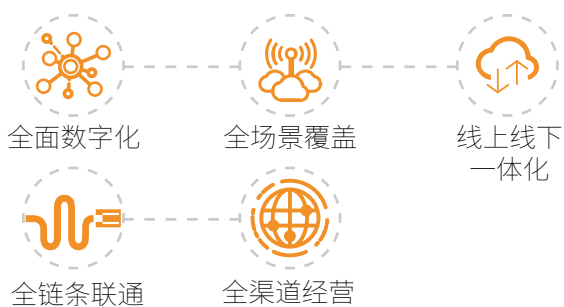 全面数字化
全场景覆盖
线上线下
一体化
全链条联通
全渠道经营